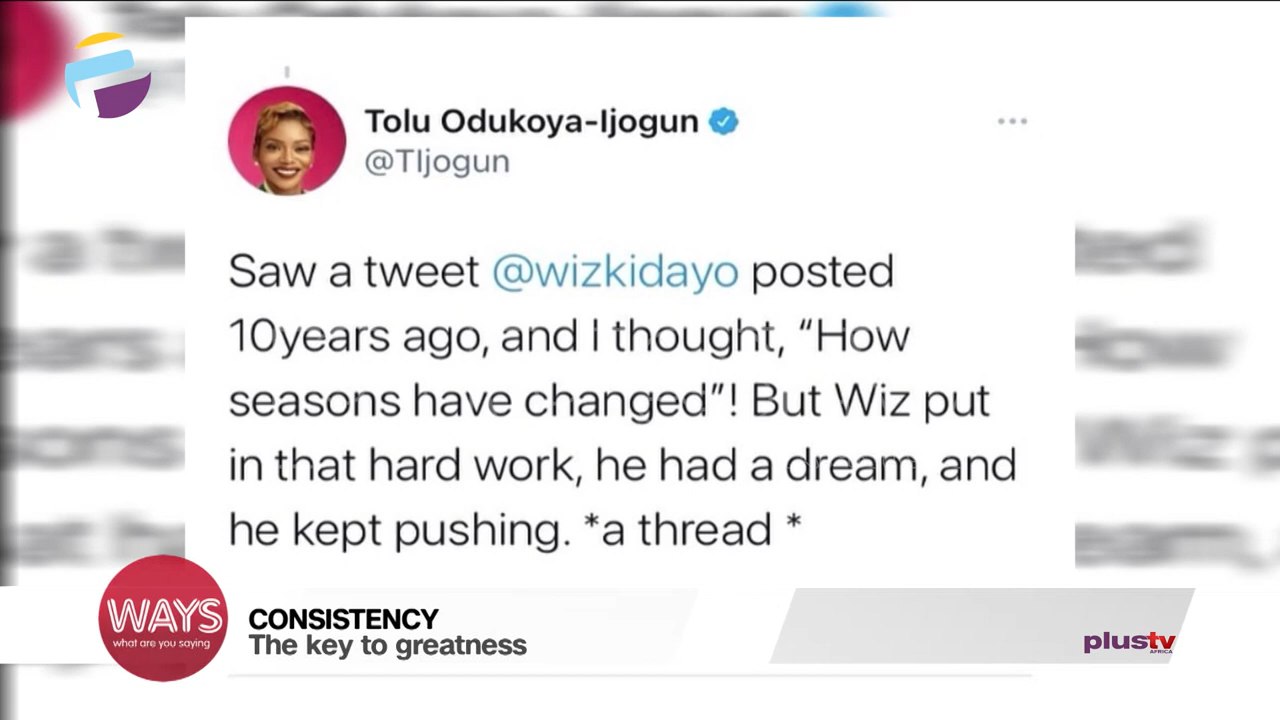 Tolu Odukoya-Ijogun
@TIjogun
Saw a tweet @wizkidayo posted
10years ago, and I thought, “How
seasons have changed”! But Wiz put
in that hard work, he had a dream, and
he kept pushing. *a thread *
WAYS
what are you saying
CONSISTENCY
The key to greatness
plustv
AFRICA